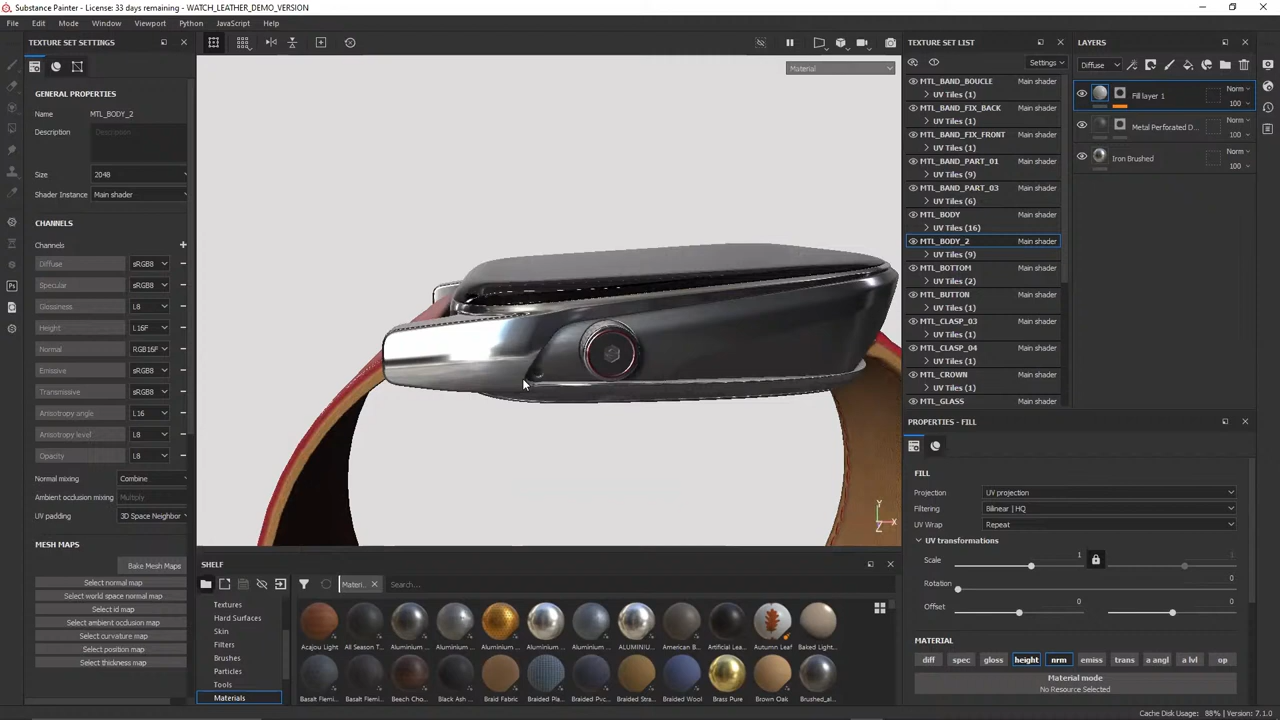 Substance Painter - License: 33 days remaining - WATCH_LEATHER_DEMO_VERSION
File Edit Mode Window Viewport Python JavaScript Help
TEXTURE SET SETTINGS
GENERAL PROPERTIES
Name MTL_BODY_2
Description Description
Size 2048
Shader Instance Main shader
CHANNELS
Channels
Diffuse sRGB8
Specular sRGB8
Glossiness L8
Height L16F
Normal RGB16F
Emissive sRGB8
Transmissive sRGB8
Anisotropy angle L16
Anisotropy level L8
Opacity L8
Normal mixing Combine
Ambient occlusion mixing Multiply
UV padding 3D Space Neighbor
MESH MAPS
Bake Mesh Maps
Select normal map
Select world space normal map
Select id map
Select ambient occlusion map
Select curvature map
Select position map
Select thickness map
Material
SHELF
Materi...
Search...
Textures
Hard Surfaces
Skin
Filters
Brushes
Particles
Tools
Materials
Acajou Light All Season T... Aluminium ... Aluminium ... Aluminium ... Aluminium ... Aluminium ... ALUMINIU... American B... Artificial Lea... Autumn Leaf Baked Light...
Basalt Flemi... Basalt Flemi... Beech Cho... Black Ash ... Braid Fabric Braided Pla... Braided Pvc... Braided Stra... Braided Wool Brass Pure Brown Oak Brushed_al...
TEXTURE SET LIST
Settings
MTL_BAND_BOUCLE Main shader
UV Tiles (1)
MTL_BAND_FIX_BACK Main shader
UV Tiles (1)
MTL_BAND_FIX_FRONT Main shader
UV Tiles (1)
MTL_BAND_PART_01 Main shader
UV Tiles (9)
MTL_BAND_PART_03 Main shader
UV Tiles (6)
MTL_BODY Main shader
UV Tiles (16)
MTL_BODY_2 Main shader
UV Tiles (9)
MTL_BOTTOM Main shader
UV Tiles (2)
MTL_BUTTON Main shader
UV Tiles (1)
MTL_CLASP_03 Main shader
UV Tiles (1)
MTL_CLASP_04 Main shader
UV Tiles (1)
MTL_CROWN Main shader
UV Tiles (1)
MTL_GLASS Main shader
LAYERS
Diffuse
Fill layer 1 Norm
100
Metal Perforated D... Norm
100
Iron Brushed Norm
100
PROPERTIES - FILL
FILL
Projection UV projection
Filtering Bilinear | HQ
UV Wrap Repeat
UV transformations
Scale 1 1
Rotation 0
Offset 0 0
MATERIAL
diff spec gloss height nrm emiss trans a angl a lvl op
Material mode
No Resource Selected
Y
X
Z
Cache Disk Usage: 88% | Version: 7.1.0